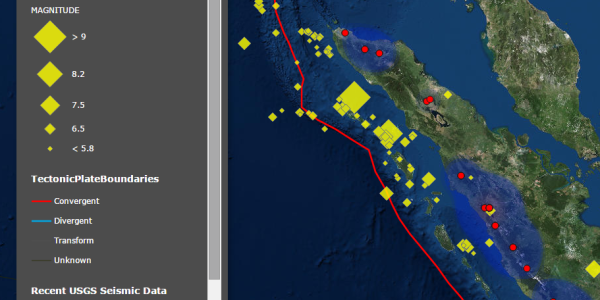 MAGNITUDE
> 9
8.2
7.5
6.5
< 5.8
TectonicPlateBoundaries
Convergent
Divergent
Transform
Unknown
Recent USGS Seismic Data